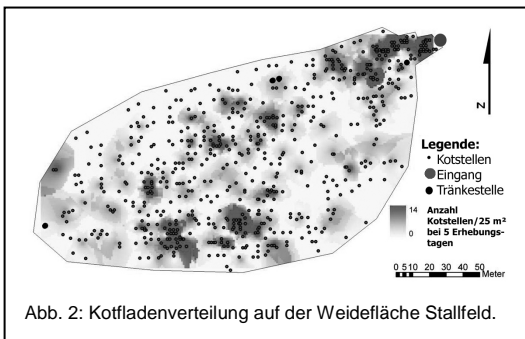 Z
Legende:
Kotstellen
Eingang
Tränkestelle
14
0
Anzahl
Kotstellen/25 m²
bei 5 Erhebungs-
tagen
0 5 10 20 30 40 50
Meter
Abb. 2: Kotfladenverteilung auf der Weidefläche Stallfeld.